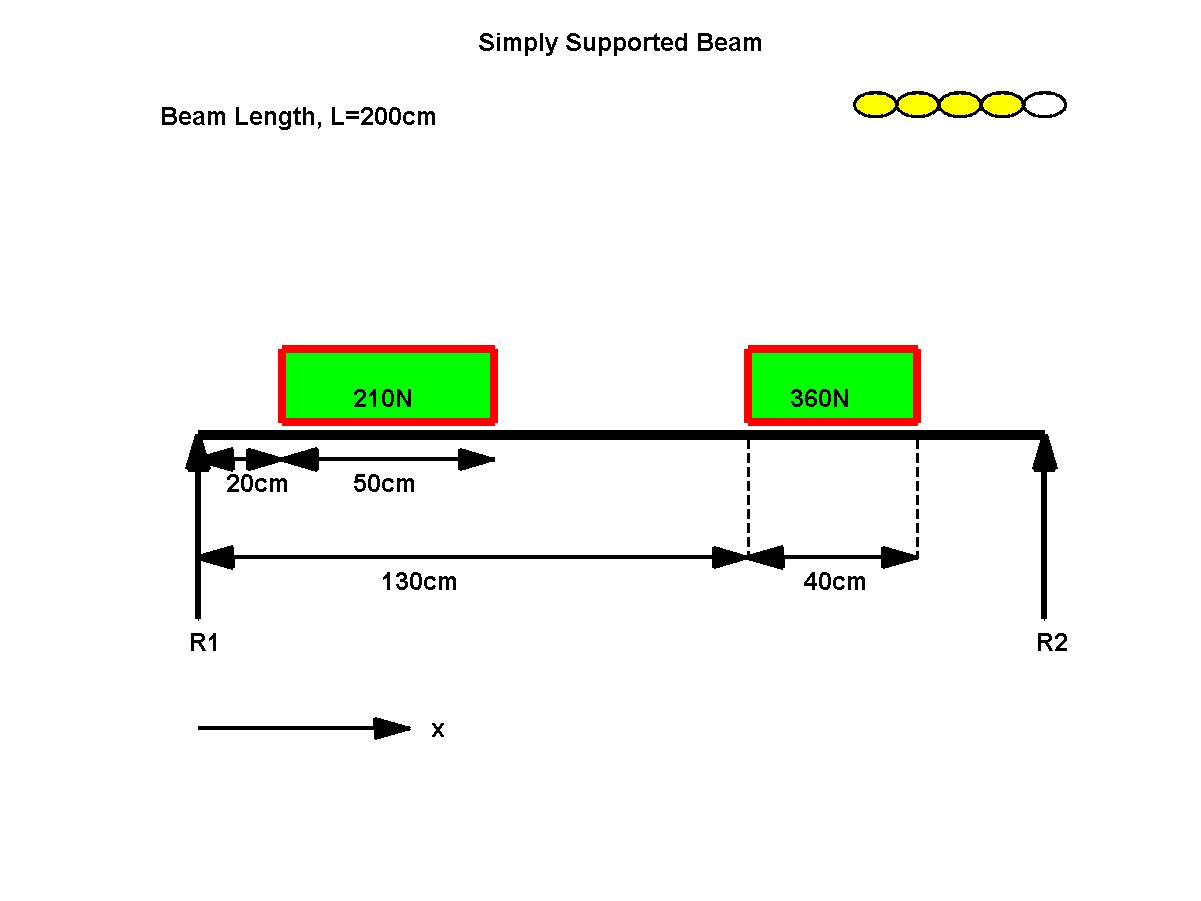 Simply Supported Beam
Beam Length, L=200cm
210N
360N
20cm
50cm
130cm
40cm
R1
R2
x